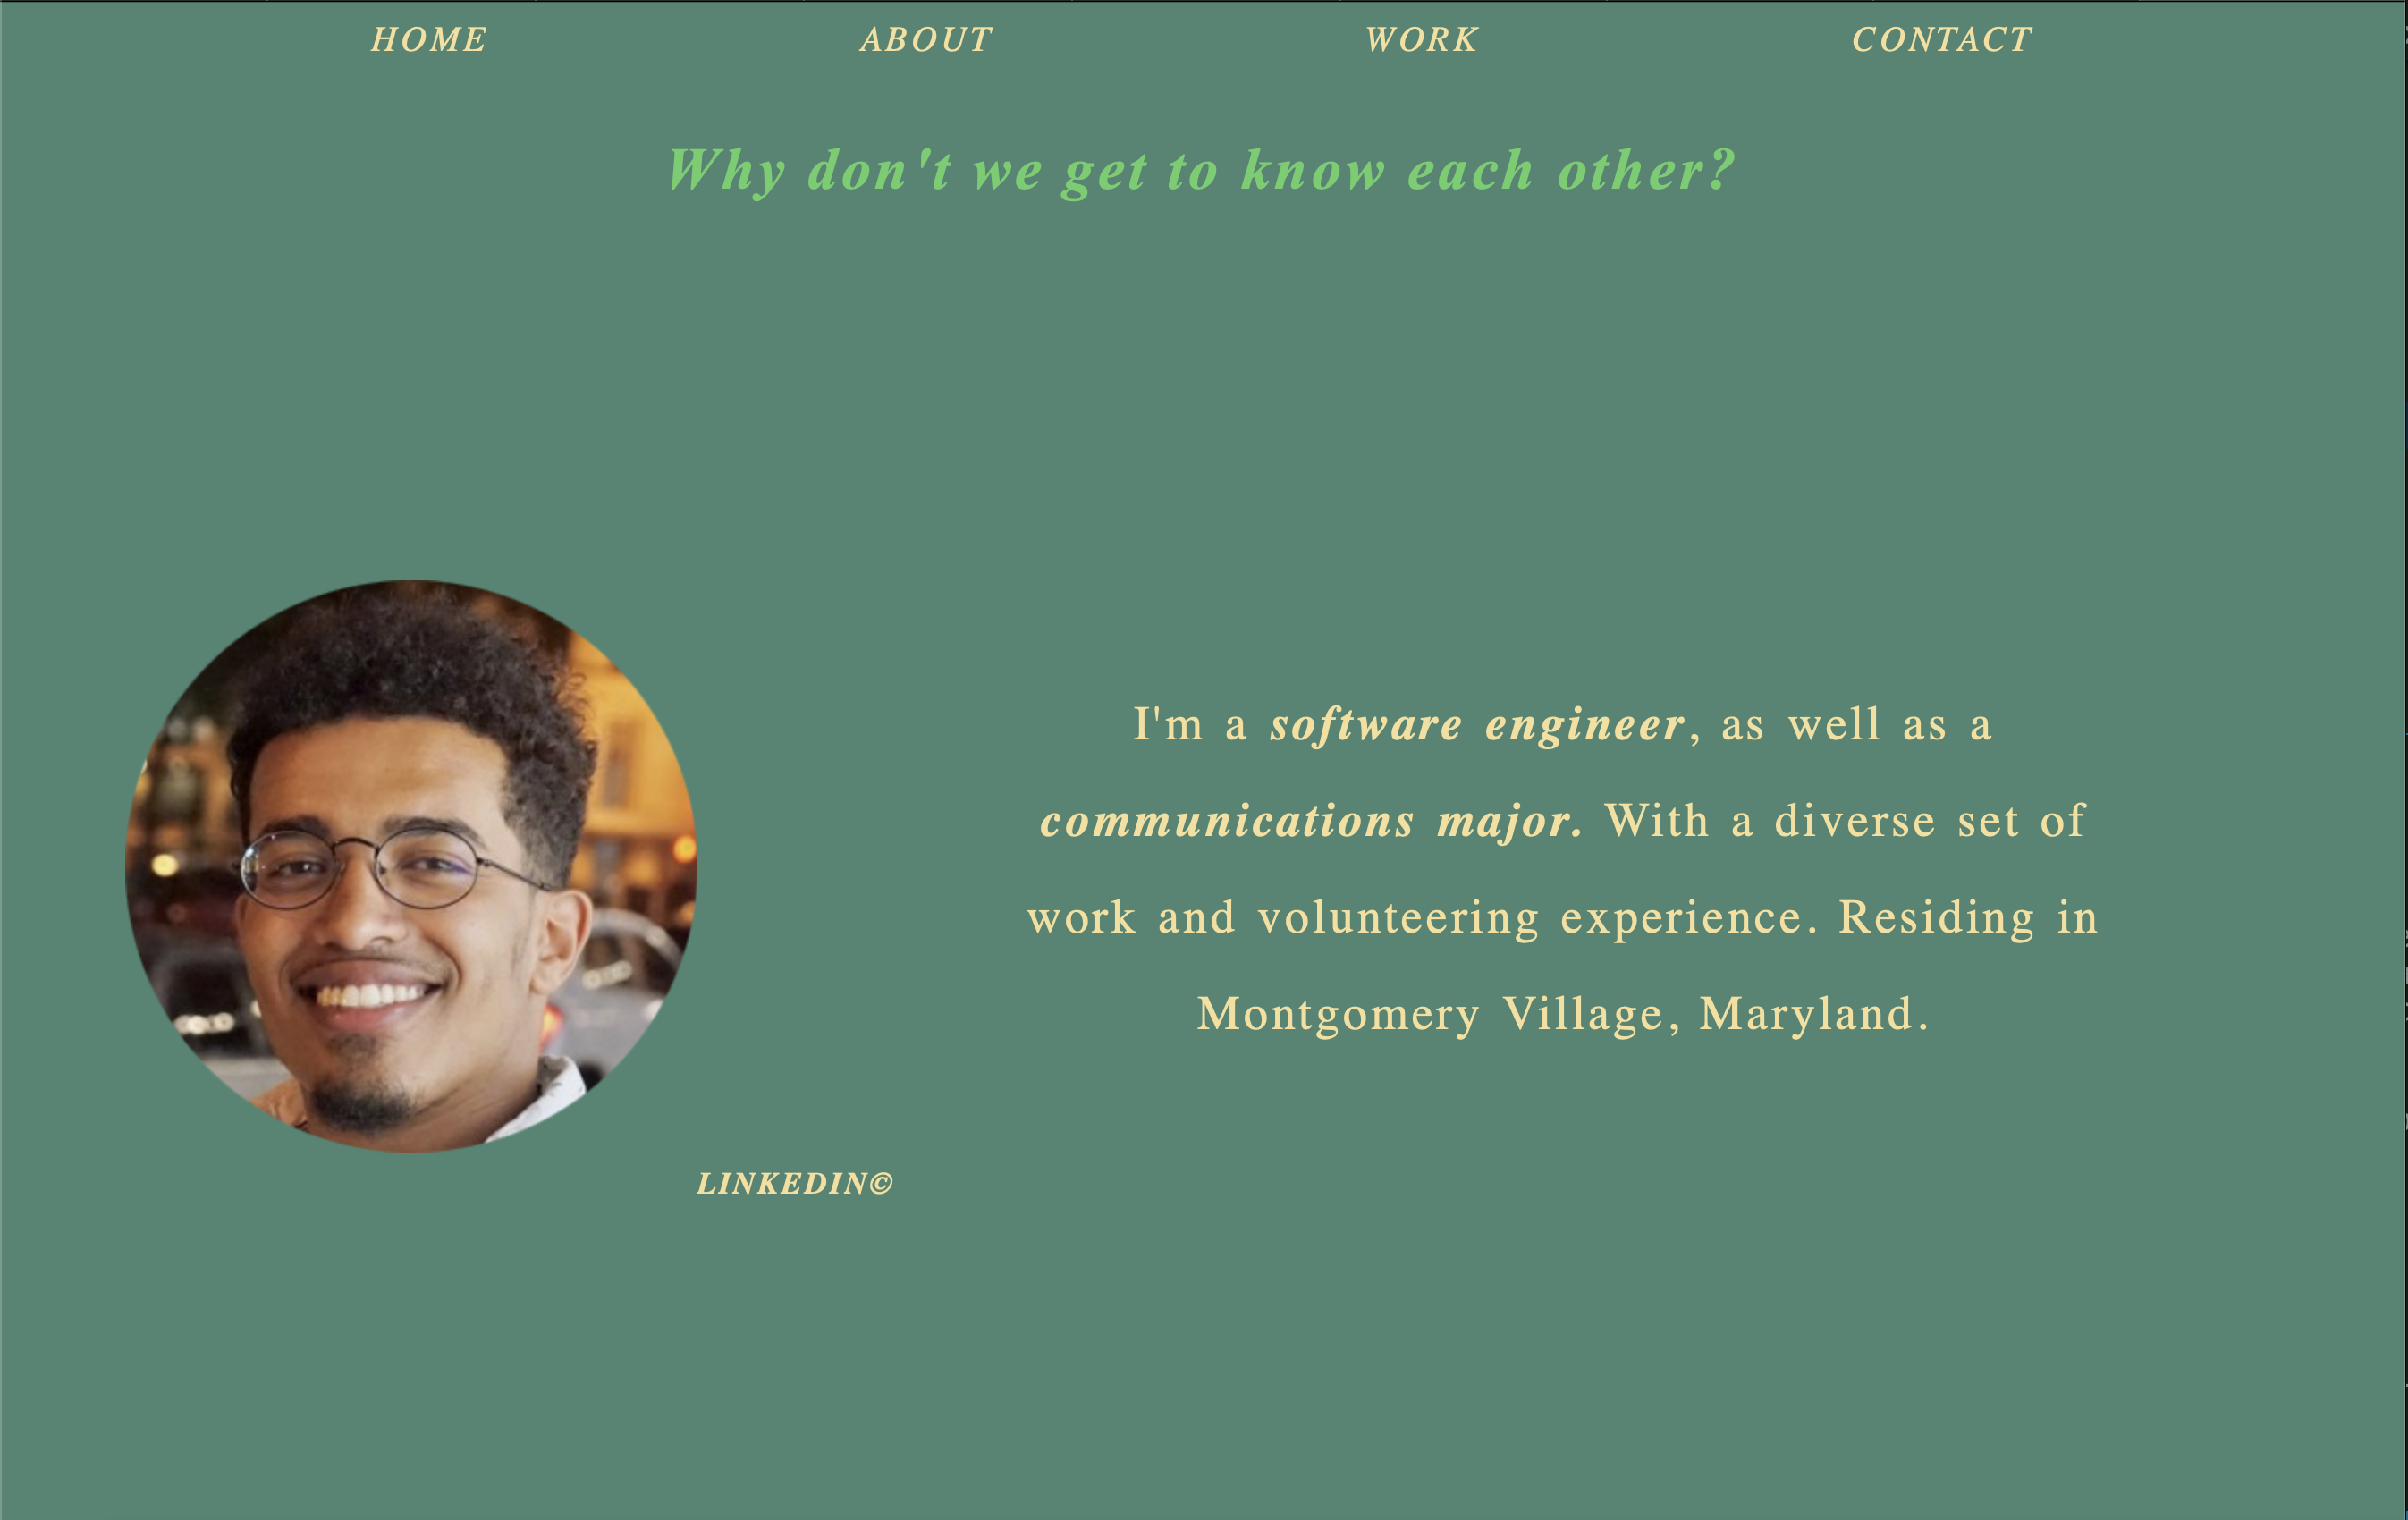 HOME ABOUT WORK CONTACT
Why don't we get to know each other?
I'm a software engineer, as well as a
communications major. With a diverse set of
work and volunteering experience. Residing in
Montgomery Village, Maryland.
LINKEDIN©